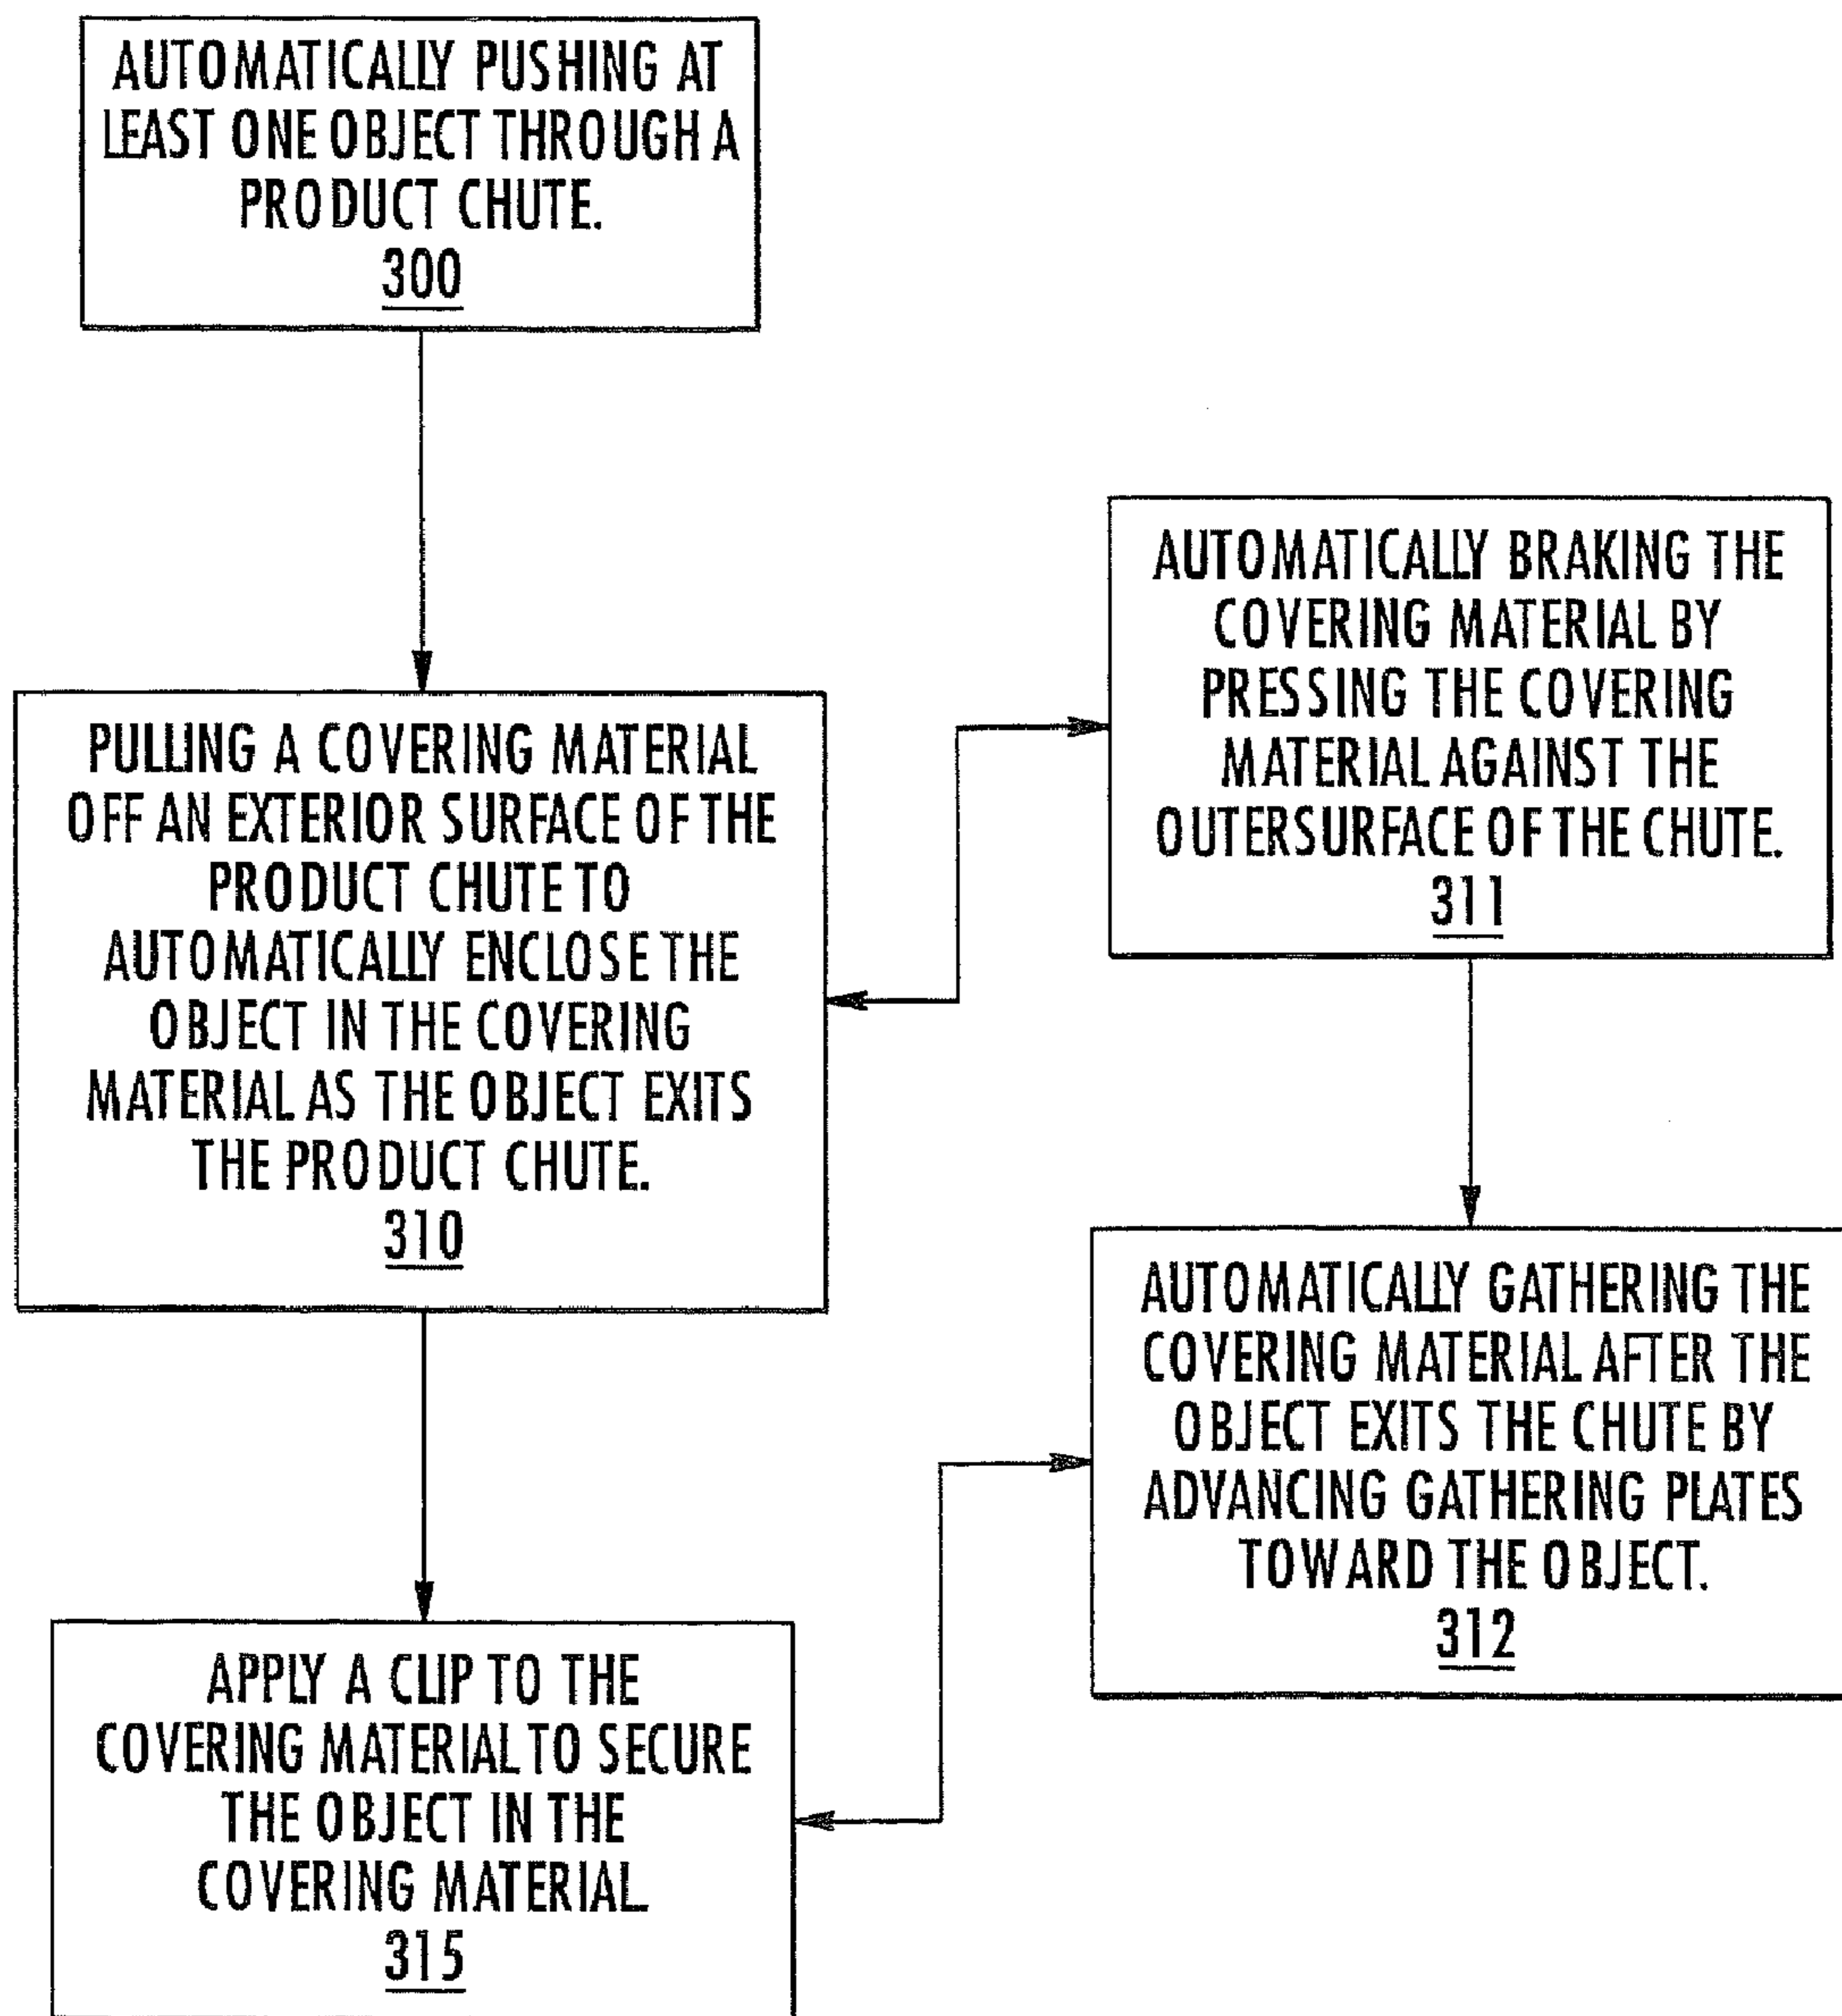 AUTOMATICALLY PUSHING AT
LEAST ONE OBJECT THROUGH A
PRODUCT CHUTE.
300
PULLING A COVERING MATERIAL
OFF AN EXTERIOR SURFACE OF THE
PRODUCT CHUTE TO
AUTOMATICALLY ENCLOSE THE
OBJECT IN THE COVERING
MATERIAL AS THE OBJECT EXITS
THE PRODUCT CHUTE.
310
AUTOMATICALLY BRAKING THE
COVERING MATERIAL BY
PRESSING THE COVERING
MATERIAL AGAINST THE
OUTERSURFACE OF THE CHUTE.
311
AUTOMATICALLY GATHERING THE
COVERING MATERIAL AFTER THE
OBJECT EXITS THE CHUTE BY
ADVANCING GATHERING PLATES
TOWARD THE OBJECT.
312
APPLY A CLIP TO THE
COVERING MATERIAL TO SECURE
THE OBJECT IN THE
COVERING MATERIAL.
315